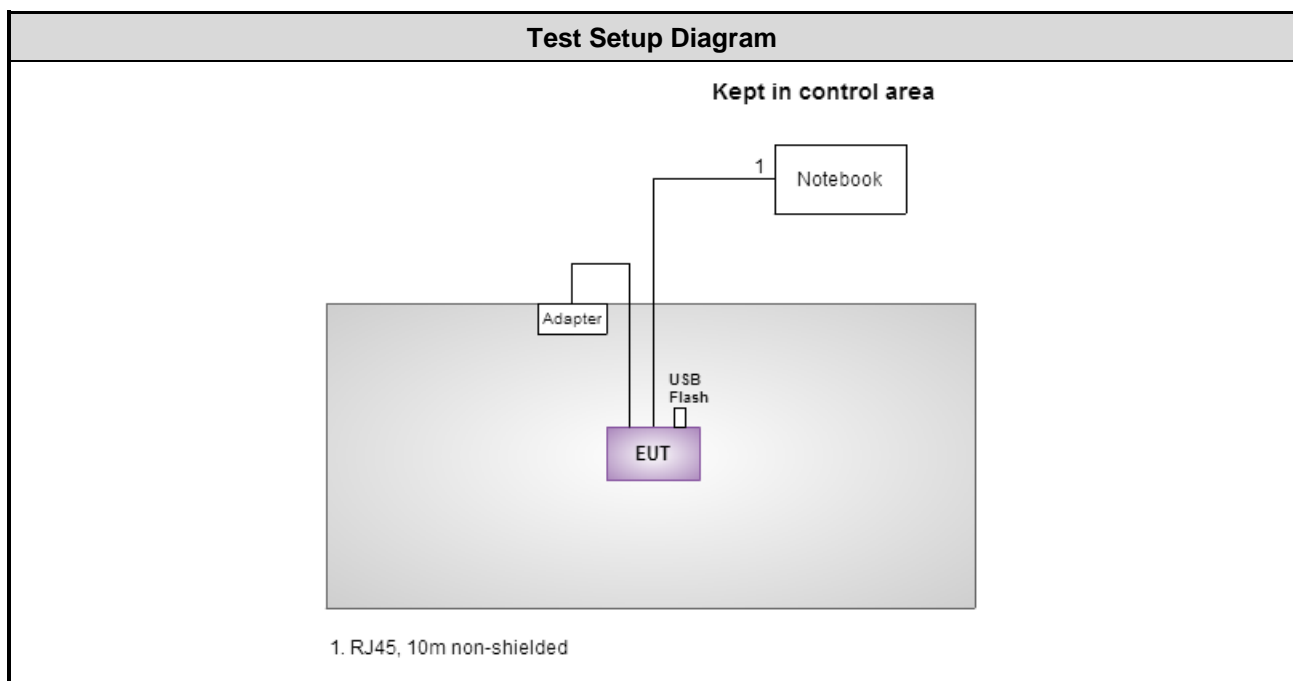 Test Setup Diagram
Kept in control area
1
Notebook
Adapter
USB
Flash
EUT
1. RJ45, 10m non-shielded